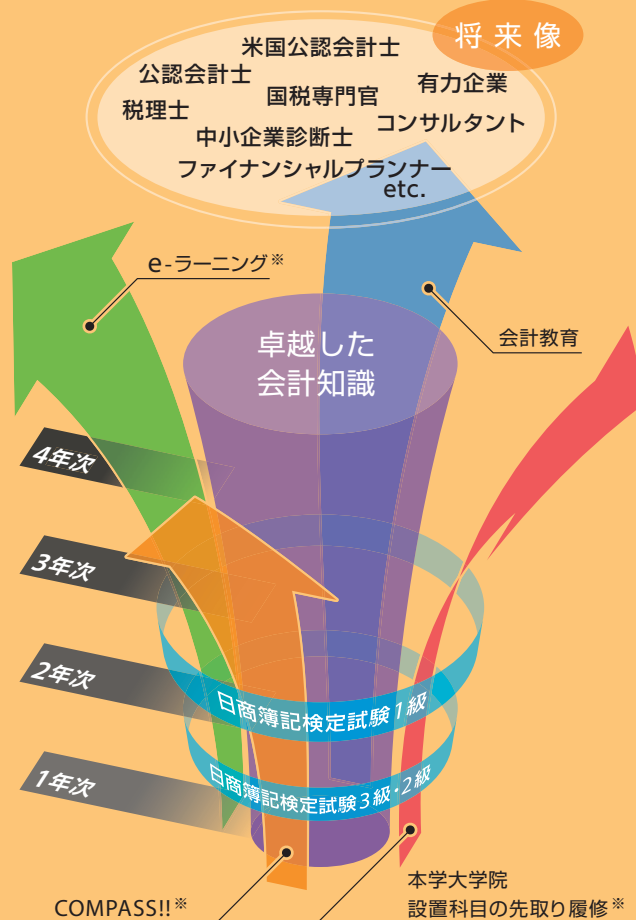 将来像
米国公認会計士
公認会計士
有力企業
税理士
国税専門官
コンサルタント
中小企業診断士
ファイナンシャルプランナー
etc.
e-ラーニング※
会計教育
卓越した
会計知識
4年次
3年次
2年次
日商簿記検定試験1級
1年次
日商簿記検定試験3級・2級
COMPASS!!※
本学大学院
設置科目の先取り履修※